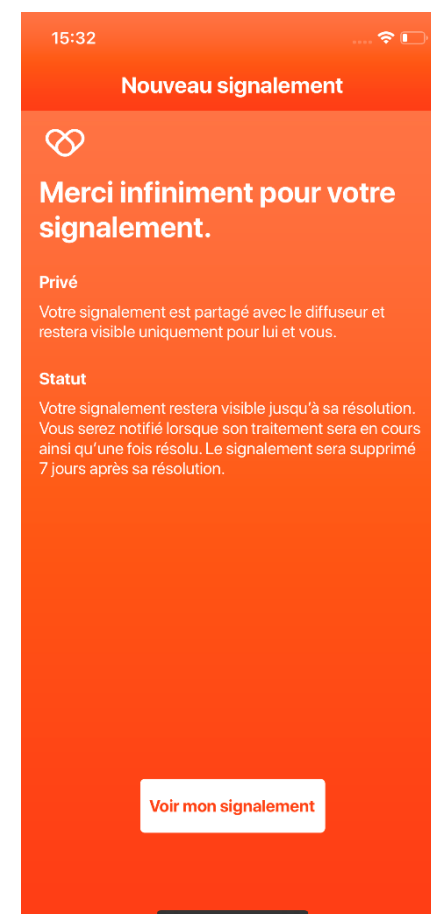 15:32
Nouveau signalement
Merci infiniment pour votre
signalement.
Privé
Votre signalement est partagé avec le diffuseur et
restera visible uniquement pour lui et vous.
Statut
Votre signalement restera visible jusqu'à sa résolution.
Vous serez notifié lorsque son traitement sera en cours
ainsi qu'une fois résolu. Le signalement sera supprimé
7 jours après sa résolution.
Voir mon signalement